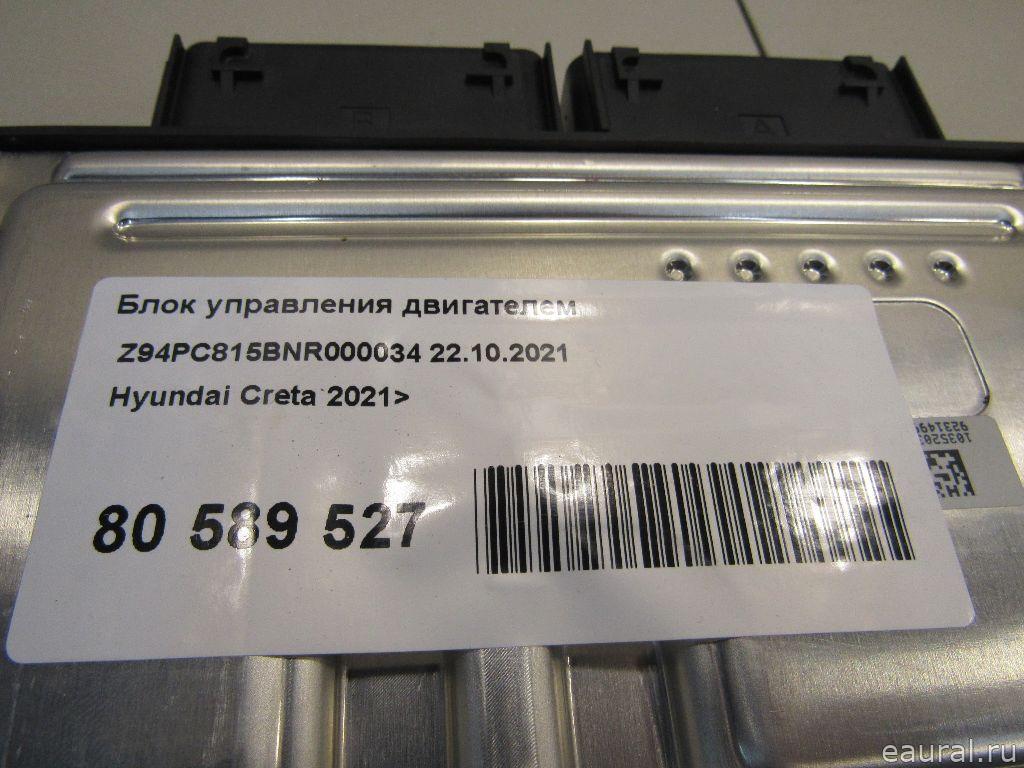 B
A
Блок управления двигателем
Z94PC815BNR000034 22.10.2021
Hyundai Creta 2021>
80 589 527
eaural.ru